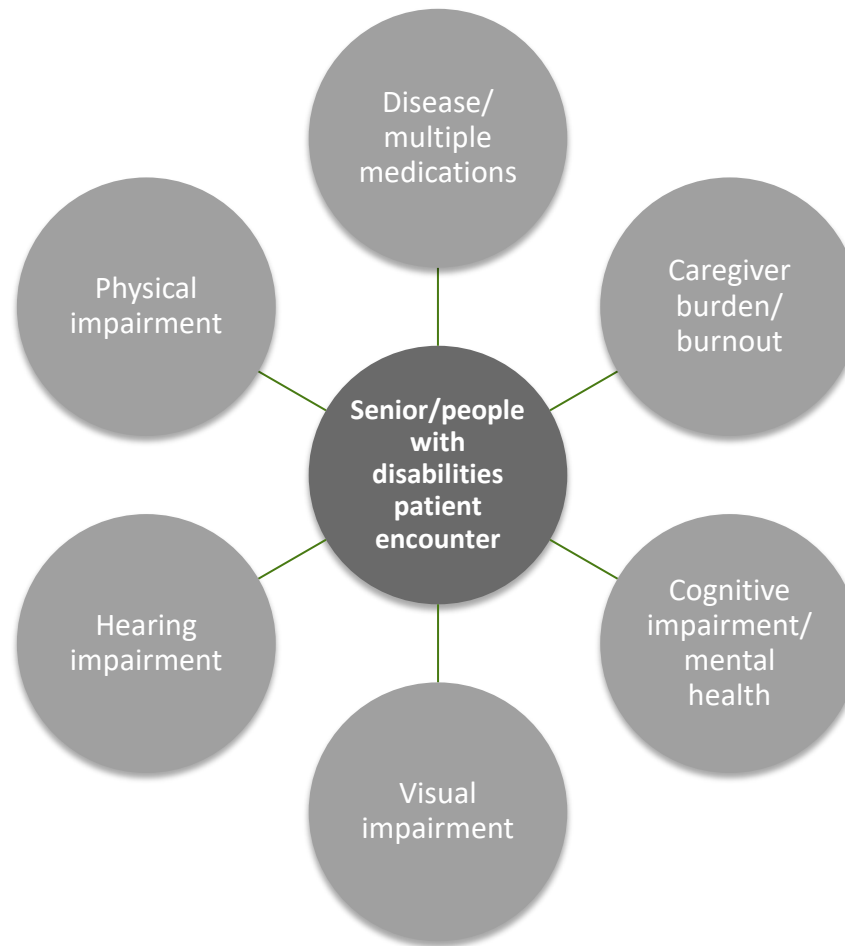 Disease/
multiple
medications
Physical
impairment
Caregiver
burden/
burnout
Senior/people
with
disabilities
patient
encounter
Hearing
impairment
Cognitive
impairment/
mental
health
Visual
impairment